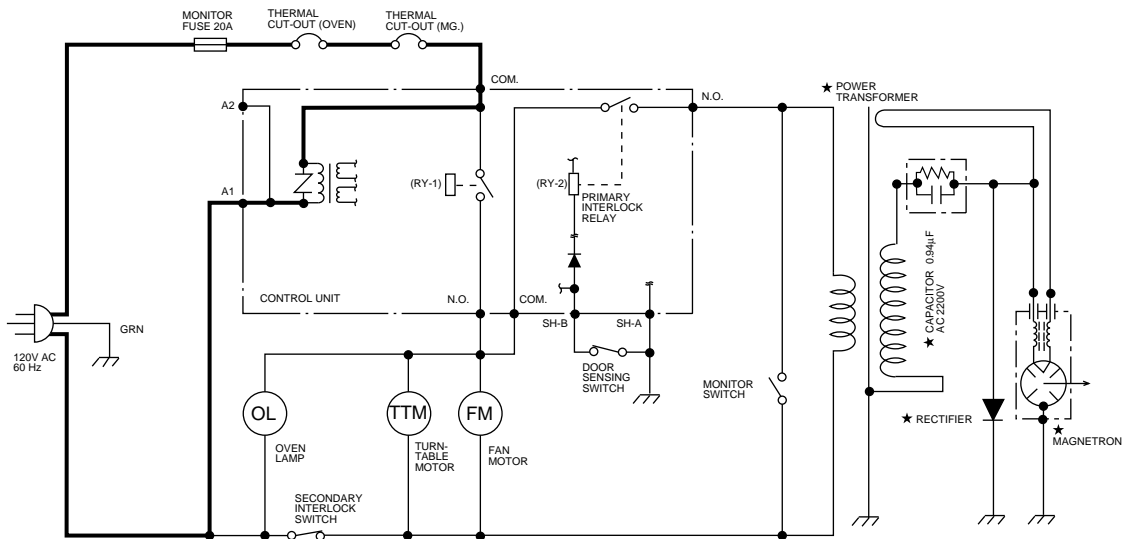 MONITOR
FUSE 20A
THERMAL
CUT-OUT (OVEN)
THERMAL
CUT-OUT (MG.)
COM.
A2
N.O.
★ POWER
TRANSFORMER
A1
(RY-1)
(RY-2)
PRIMARY
INTERLOCK
RELAY
CONTROL UNIT
N.O.
COM.
SH-B
SH-A
GRN
120V AC
60 Hz
DOOR
SENSING
SWITCH
MONITOR
SWITCH
★ CAPACITOR 0.94μF
AC 2200V
OL
OVEN
LAMP
TTM
TURN-
TABLE
MOTOR
FM
FAN
MOTOR
★ RECTIFIER
★
MAGNETRON
SECONDARY
INTERLOCK
SWITCH